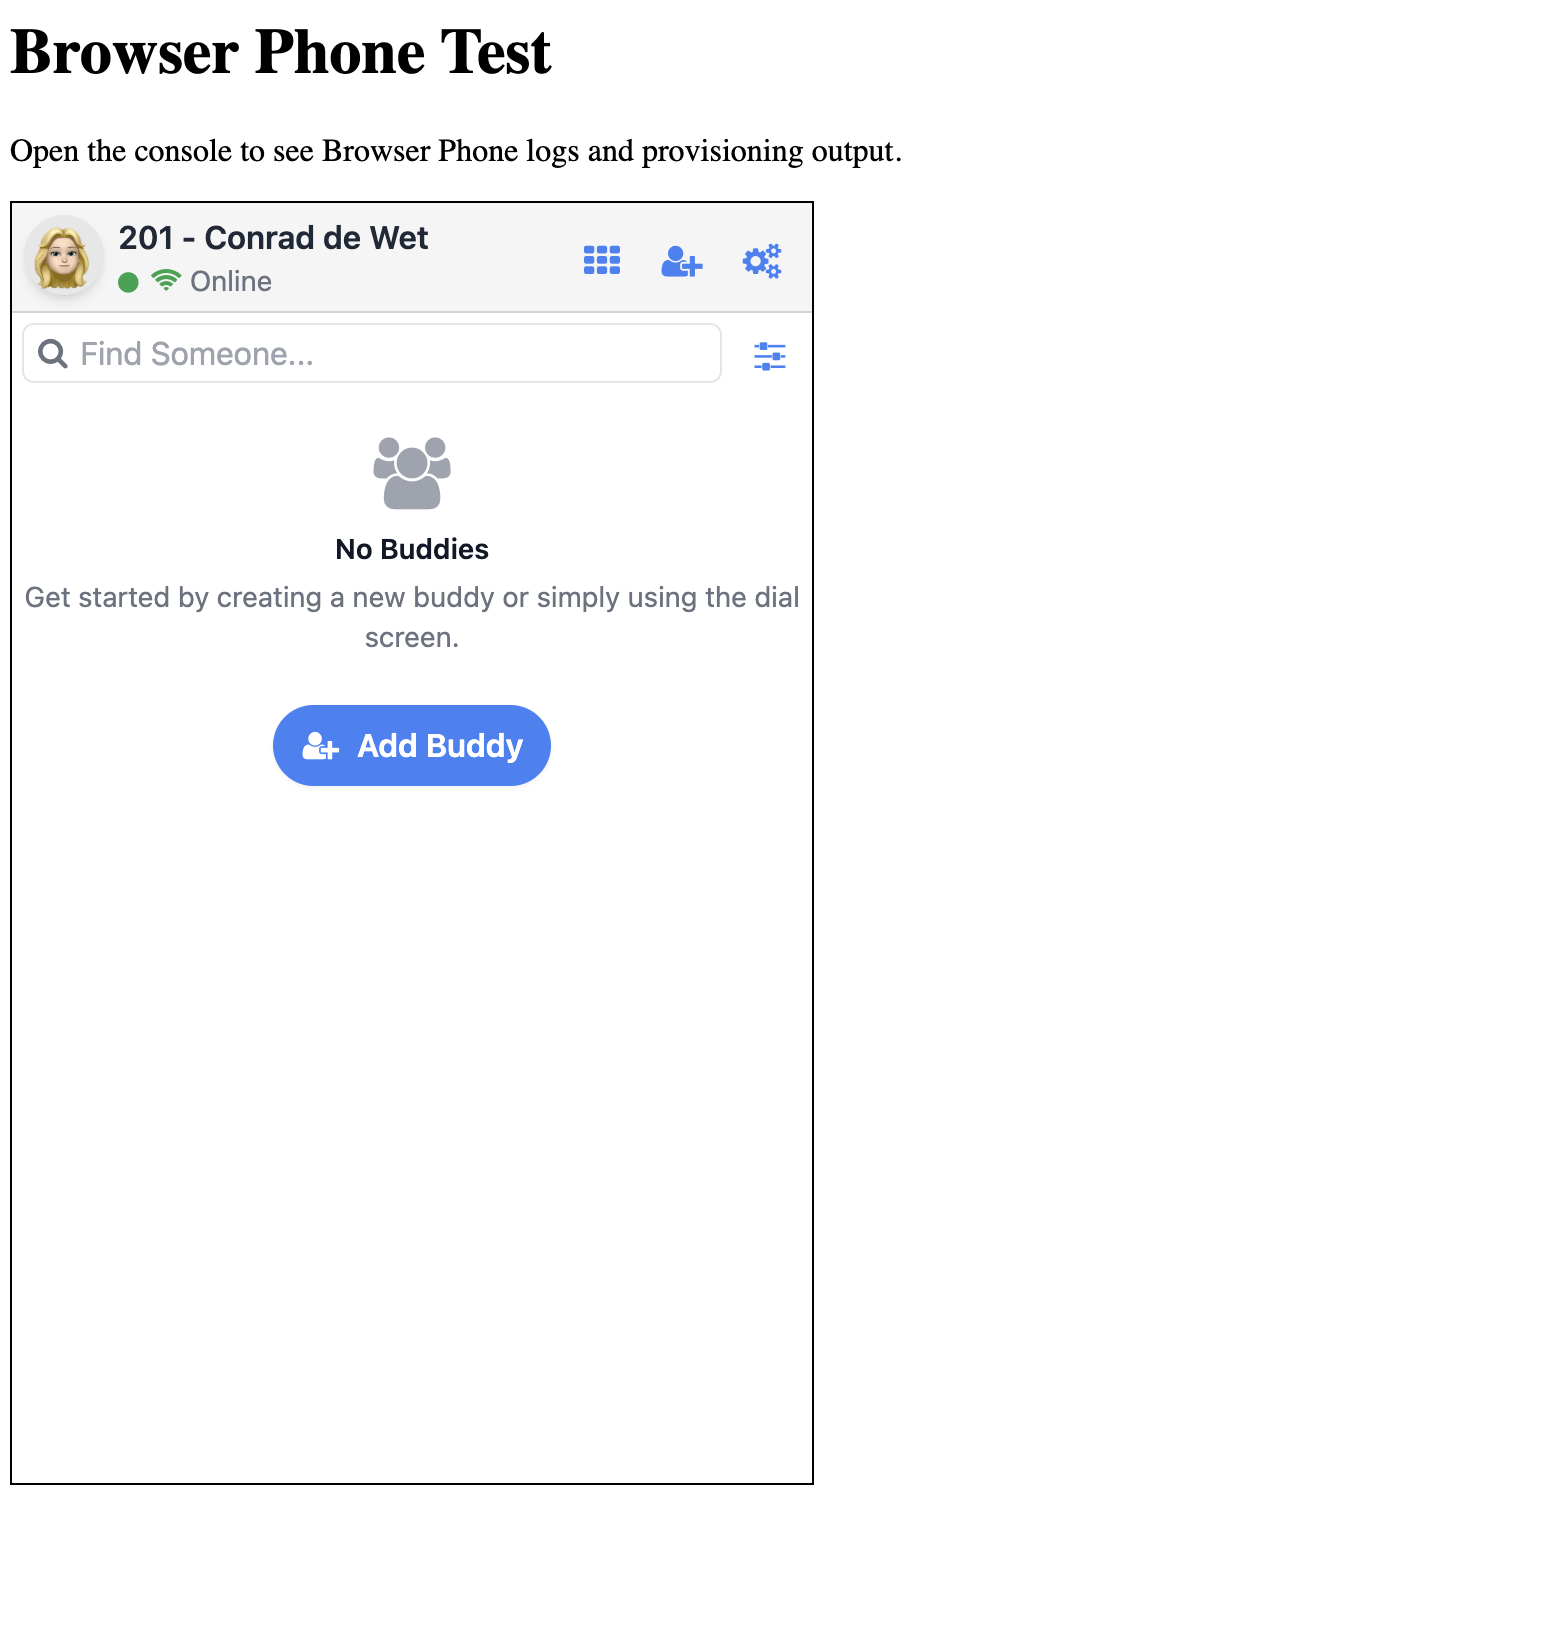 Browser Phone Test
Open the console to see Browser Phone logs and provisioning output.
201 - Conrad de Wet
Online
Find Someone...
No Buddies
Get started by creating a new buddy or simply using the dial
screen.
Add Buddy